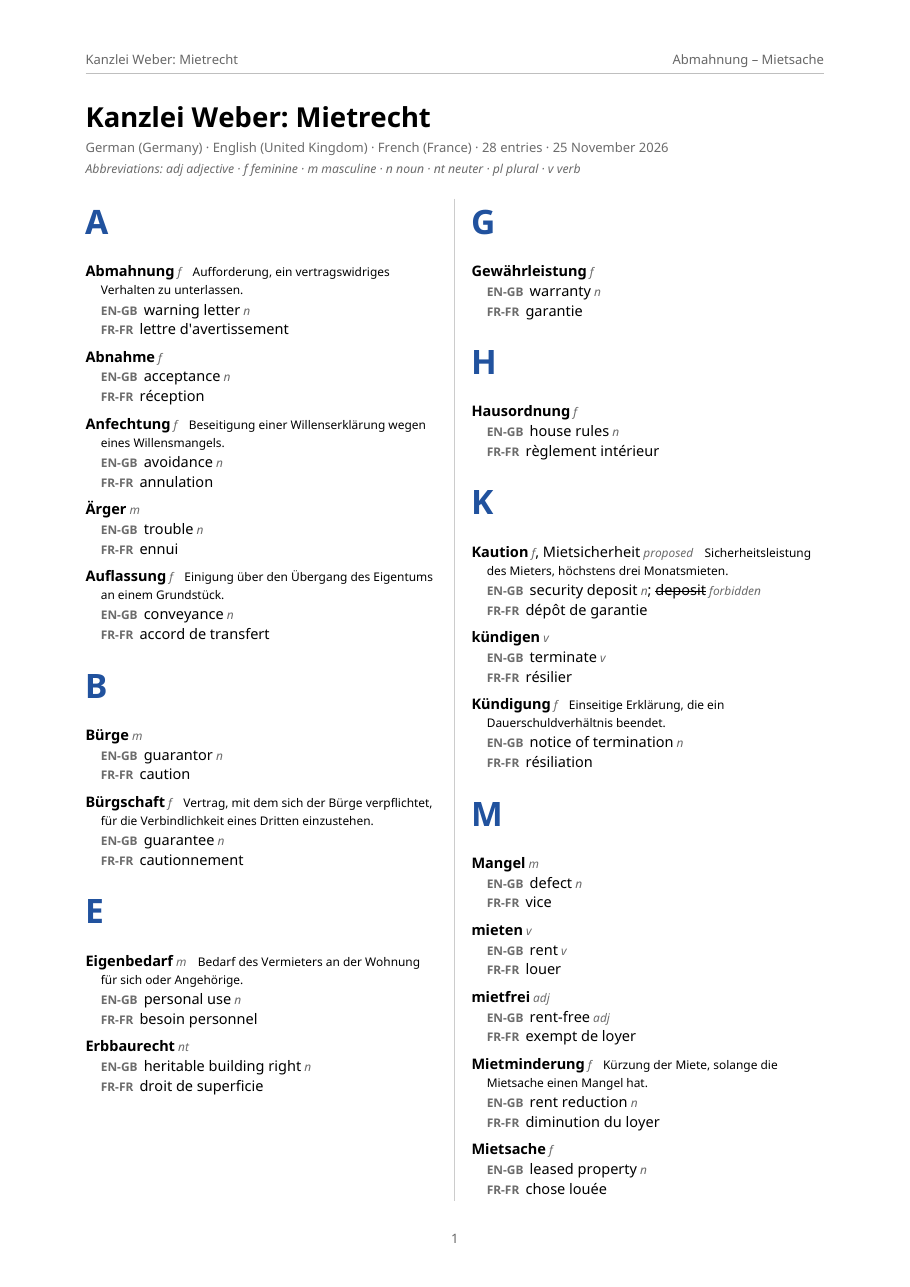 Kanzlei Weber: Mietrecht
Abmahnung – Mietsache
Kanzlei Weber: Mietrecht
German (Germany) · English (United Kingdom) · French (France) · 28 entries · 25 November 2026
Abbreviations: adj adjective · f feminine · m masculine · n noun · nt neuter · pl plural · v verb
A
Abmahnung f Aufforderung, ein vertragswidriges
Verhalten zu unterlassen.
EN-GB warning letter n
FR-FR lettre d'avertissement
Abnahme f
EN-GB acceptance n
FR-FR réception
Anfechtung f Beseitigung einer Willenserklärung wegen
eines Willensmangels.
EN-GB avoidance n
FR-FR annulation
Ärger m
EN-GB trouble n
FR-FR ennui
Auflassung f Einigung über den Übergang des Eigentums
an einem Grundstück.
EN-GB conveyance n
FR-FR accord de transfert
B
Bürge m
EN-GB guarantor n
FR-FR caution
Bürgschaft f Vertrag, mit dem sich der Bürge verpflichtet,
für die Verbindlichkeit eines Dritten einzustehen.
EN-GB guarantee n
FR-FR cautionnement
E
Eigenbedarf m Bedarf des Vermieters an der Wohnung
für sich oder Angehörige.
EN-GB personal use n
FR-FR besoin personnel
Erbbaurecht nt
EN-GB heritable building right n
FR-FR droit de superficie
G
Gewährleistung f
EN-GB warranty n
FR-FR garantie
H
Hausordnung f
EN-GB house rules n
FR-FR règlement intérieur
K
Kaution f, Mietsicherheit proposed Sicherheitsleistung
des Mieters, höchstens drei Monatsmieten.
EN-GB security deposit n; deposit forbidden
FR-FR dépôt de garantie
kündigen v
EN-GB terminate v
FR-FR résilier
Kündigung f Einseitige Erklärung, die ein
Dauerschuldverhältnis beendet.
EN-GB notice of termination n
FR-FR résiliation
M
Mangel m
EN-GB defect n
FR-FR vice
mieten v
EN-GB rent v
FR-FR louer
mietfrei adj
EN-GB rent-free adj
FR-FR exempt de loyer
Mietminderung f Kürzung der Miete, solange die
Mietsache einen Mangel hat.
EN-GB rent reduction n
FR-FR diminution du loyer
Mietsache f
EN-GB leased property n
FR-FR chose louée
1